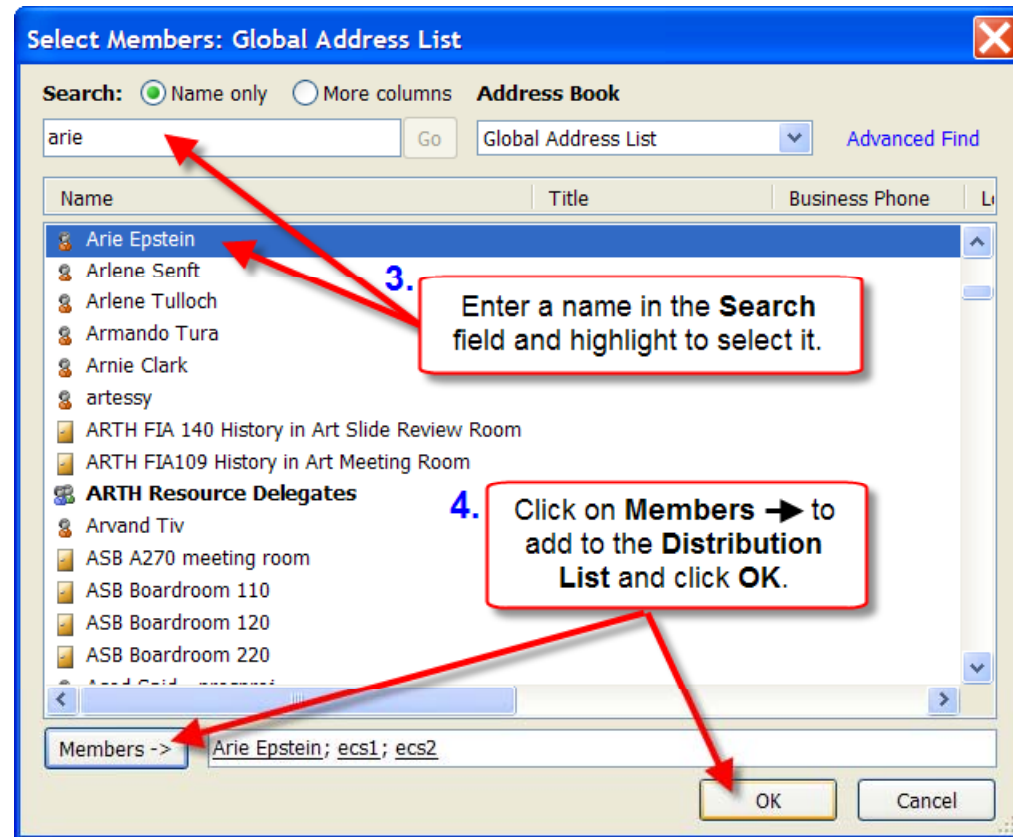 Select Members: Global Address List
Search: Name only More columns Address Book
arie Go Global Address List Advanced Find
Name Title Business Phone
Arie Epstein
Arlene Senft
Arlene Tulloch
Armando Tura
Arnie Clark
artessy
ARTH FIA 140 History in Art Slide Review Room
ARTH FIA109 History in Art Meeting Room
ARTH Resource Delegates
Arvand Tiv
ASB A270 meeting room
ASB Boardroom 110
ASB Boardroom 120
ASB Boardroom 220
3.
Enter a name in the Search
field and highlight to select it.
4.
Click on Members → to
add to the Distribution
List and click OK.
Members -> Arie Epstein; ecs1; ecs2
OK Cancel